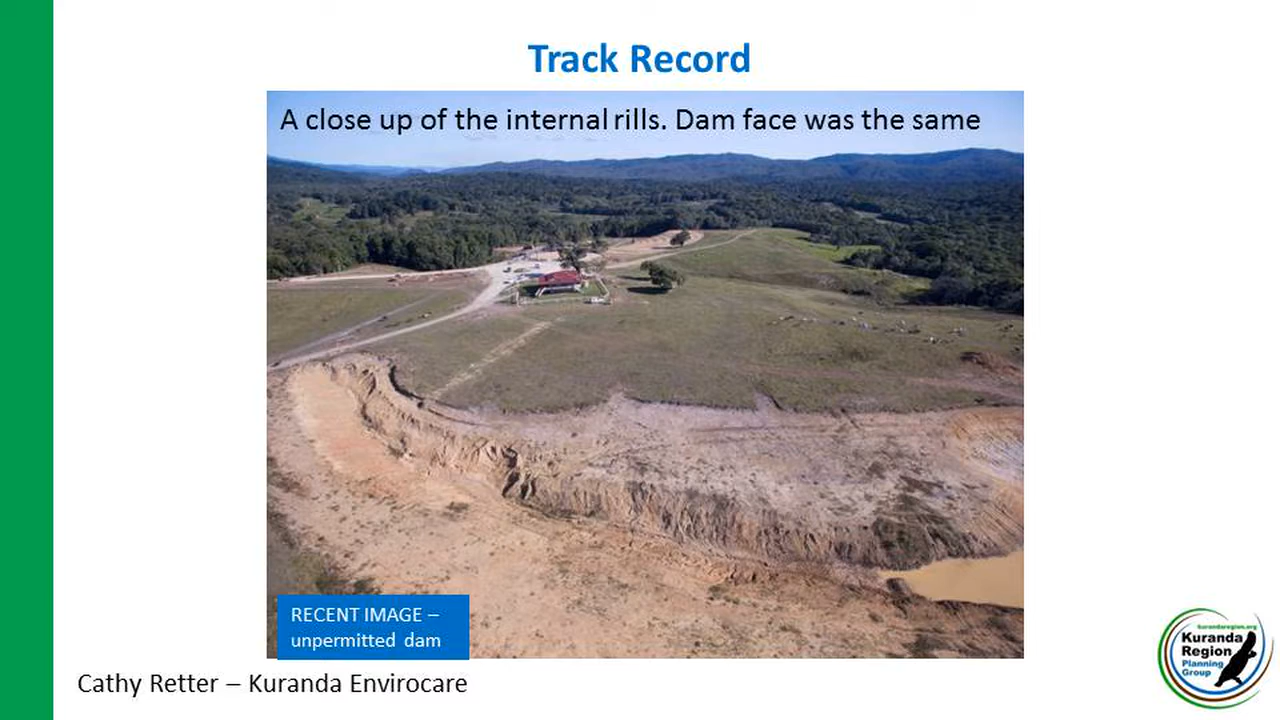 Track Record
A close up of the internal rills. Dam face was the same
RECENT IMAGE –
unpermitted dam
Cathy Retter – Kuranda Envirocare
kurandaregion.org
Kuranda
Region
Planning
Group